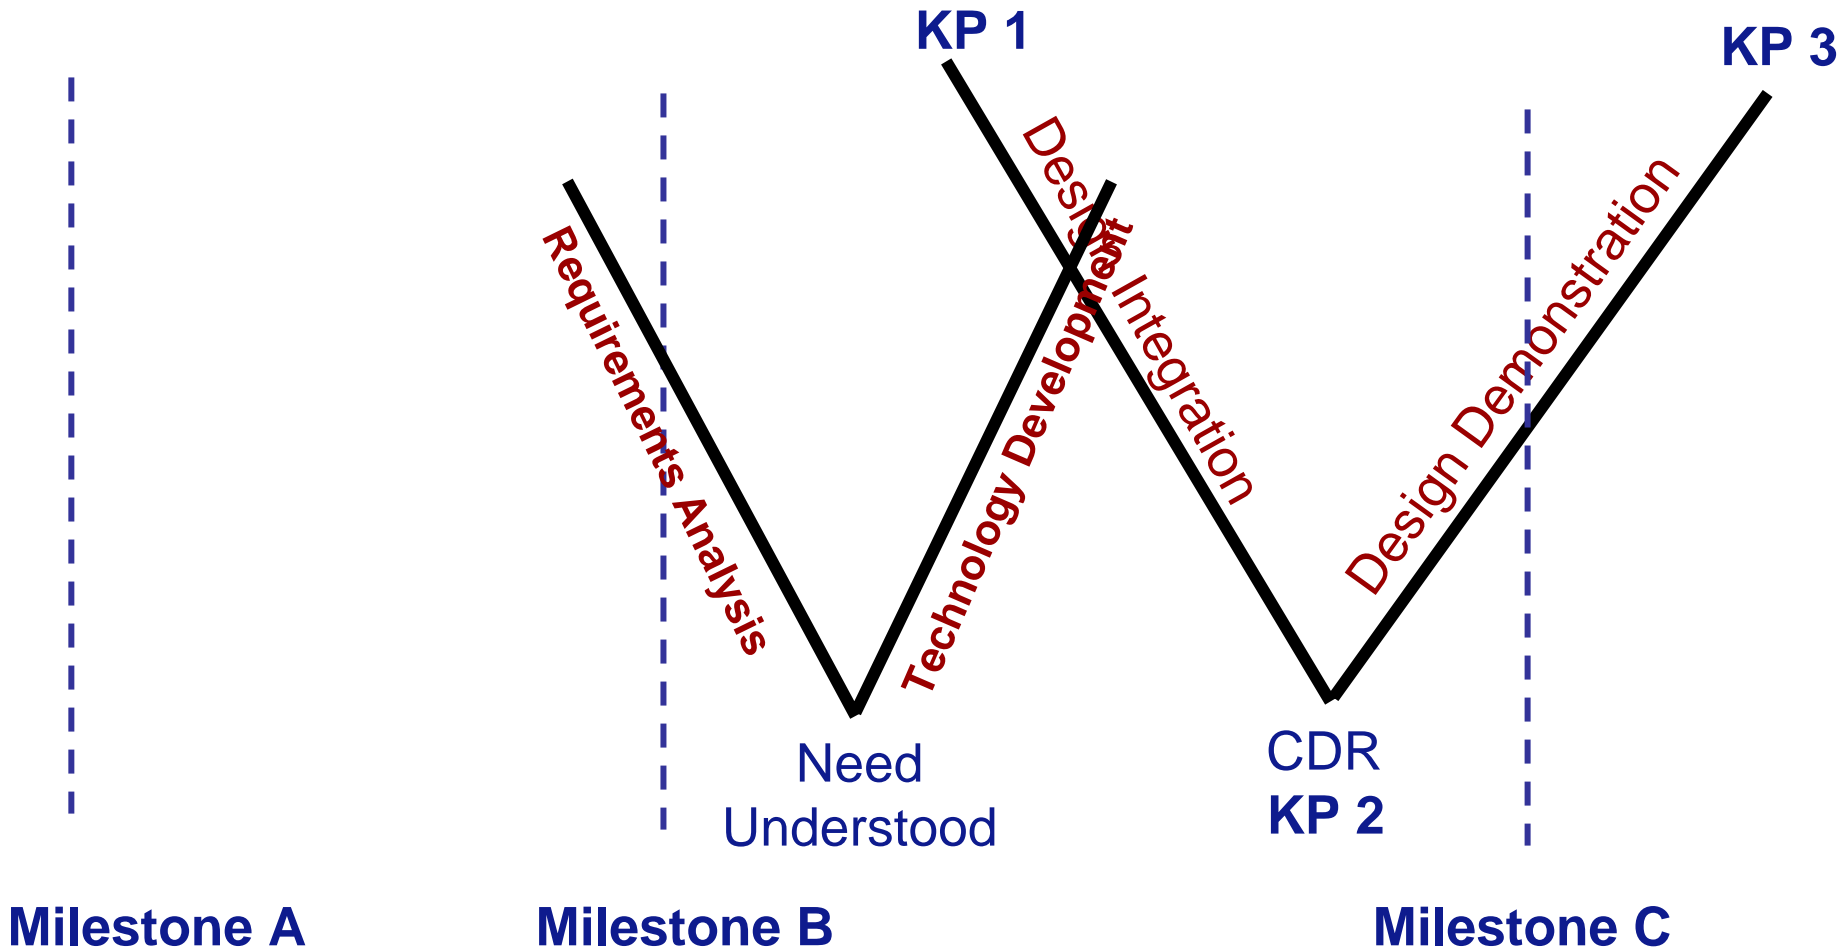 KP 1
KP 3
Requirements Analysis
Technology Development
Design Integration
Design Demonstration
Need
Understood
CDR
KP 2
Milestone A
Milestone B
Milestone C